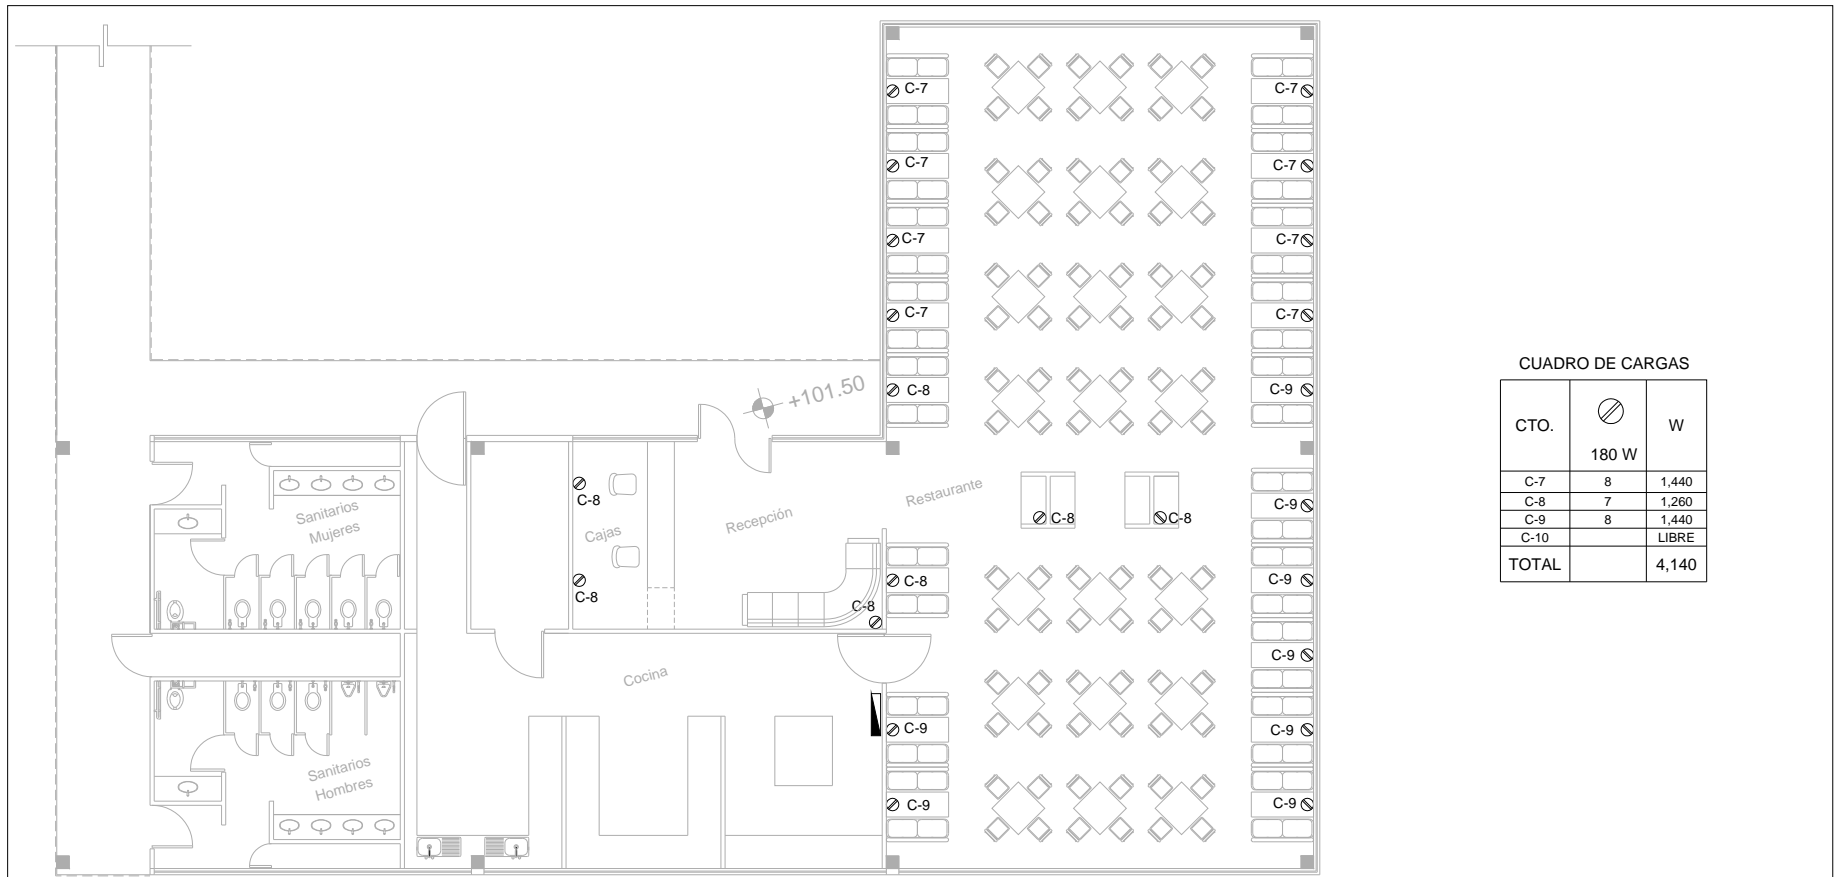 C-7 C-7
C-7 C-7
C-7 C-7
C-7 C-7
C-8 C-9
+101.50
C-8
Sanitarios
Mujeres
Cajas
Recepción
Restaurante
C-8 C-8
C-9
C-8
C-8
C-8
C-9
C-9
Cocina
C-9 C-9
Sanitarios
Hombres
C-9 C-9
CUADRO DE CARGAS
CTO. 180 W W
C-7 8 1,440
C-8 7 1,260
C-9 8 1,440
C-10 LIBRE
TOTAL 4,140